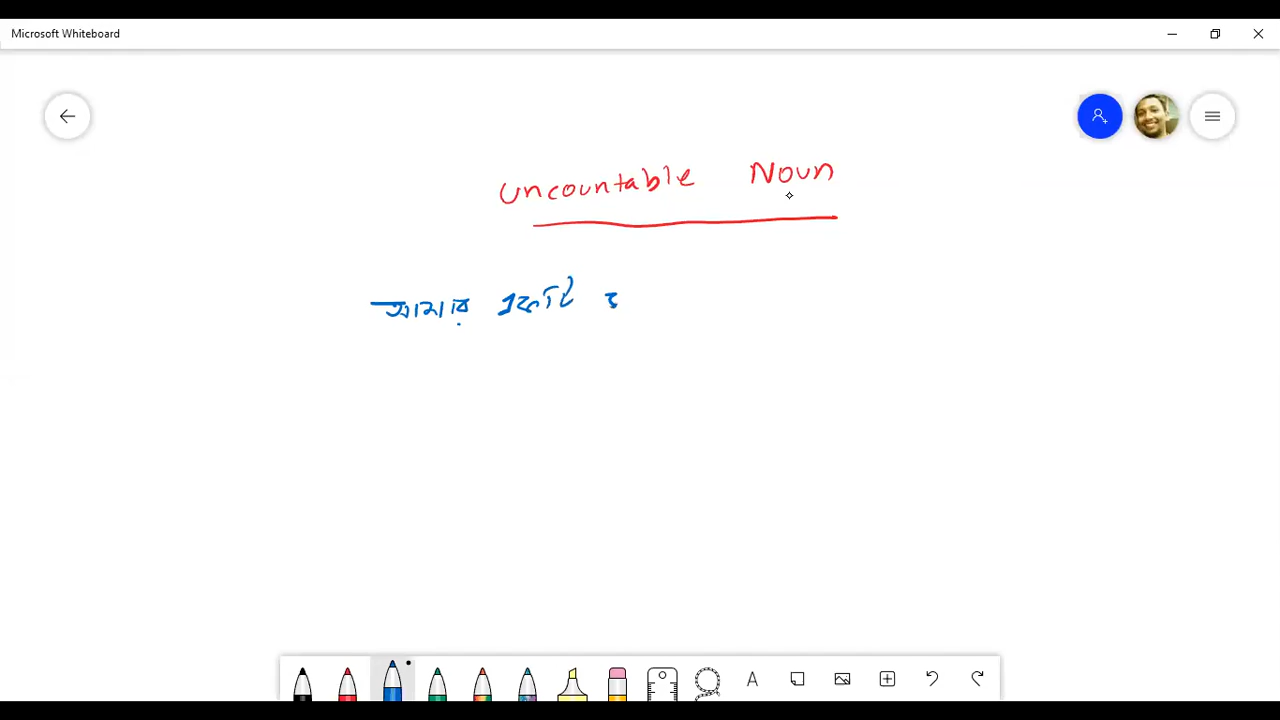 Microsoft Whiteboard
Uncountable Noun
আমার একটি